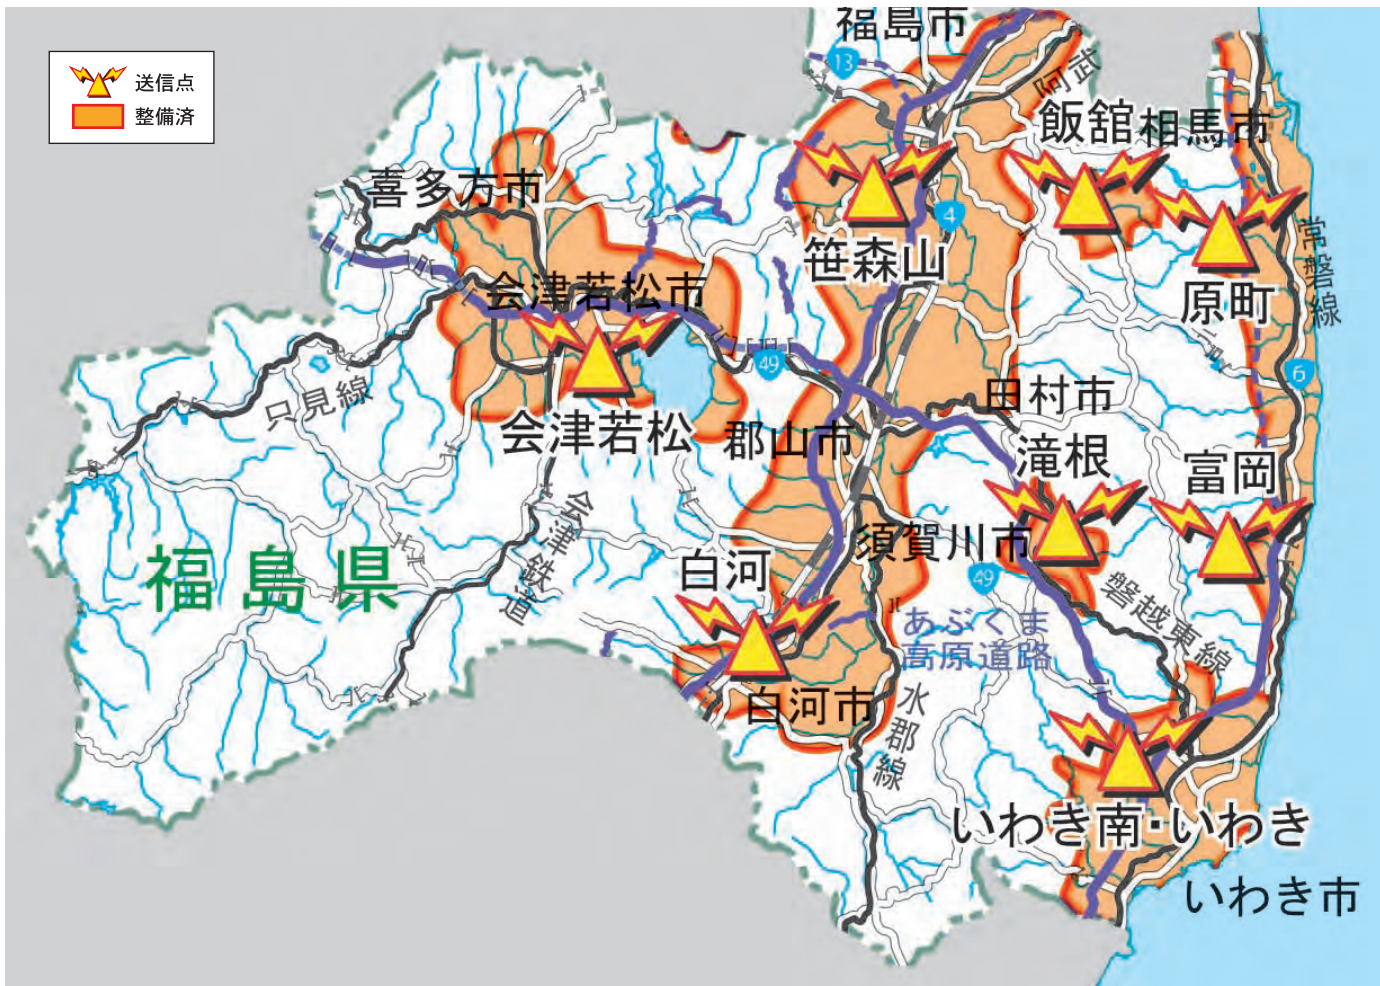 送信点
整備済
福島市
13
阿武
飯舘
相馬市
喜多方市
4
笹森山
常磐線
会津若松市
原町
49
6
只見線
田村市
会津若松
郡山市
滝根
富岡
会津鉄道
須賀川市
白河
49
福島県
磐越東線
あぶくま
高原道路
白河市
水郡線
いわき南・いわき
いわき市